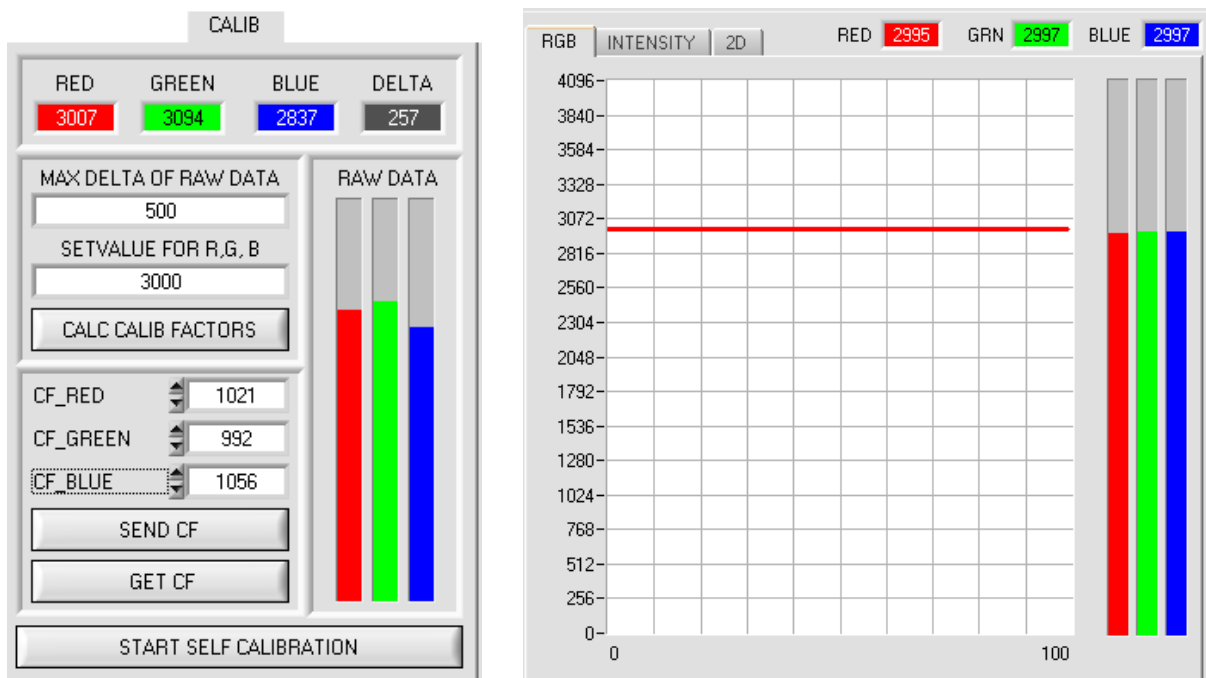 CALIB
RED GREEN BLUE DELTA
3007 3094 2837 257
MAX DELTA OF RAW DATA
500
SETVALUE FOR R,G, B
3000
CALC CALIB FACTORS
RAW DATA
CF_RED 1021
CF_GREEN 992
CF_BLUE 1056
SEND CF
GET CF
START SELF CALIBRATION
RGB INTENSITY 2D RED 2995 GRN 2997 BLUE 2997
4096
3840
3584
3328
3072
2816
2560
2304
2048
1792
1536
1280
1024
768
512
256
0
0 100